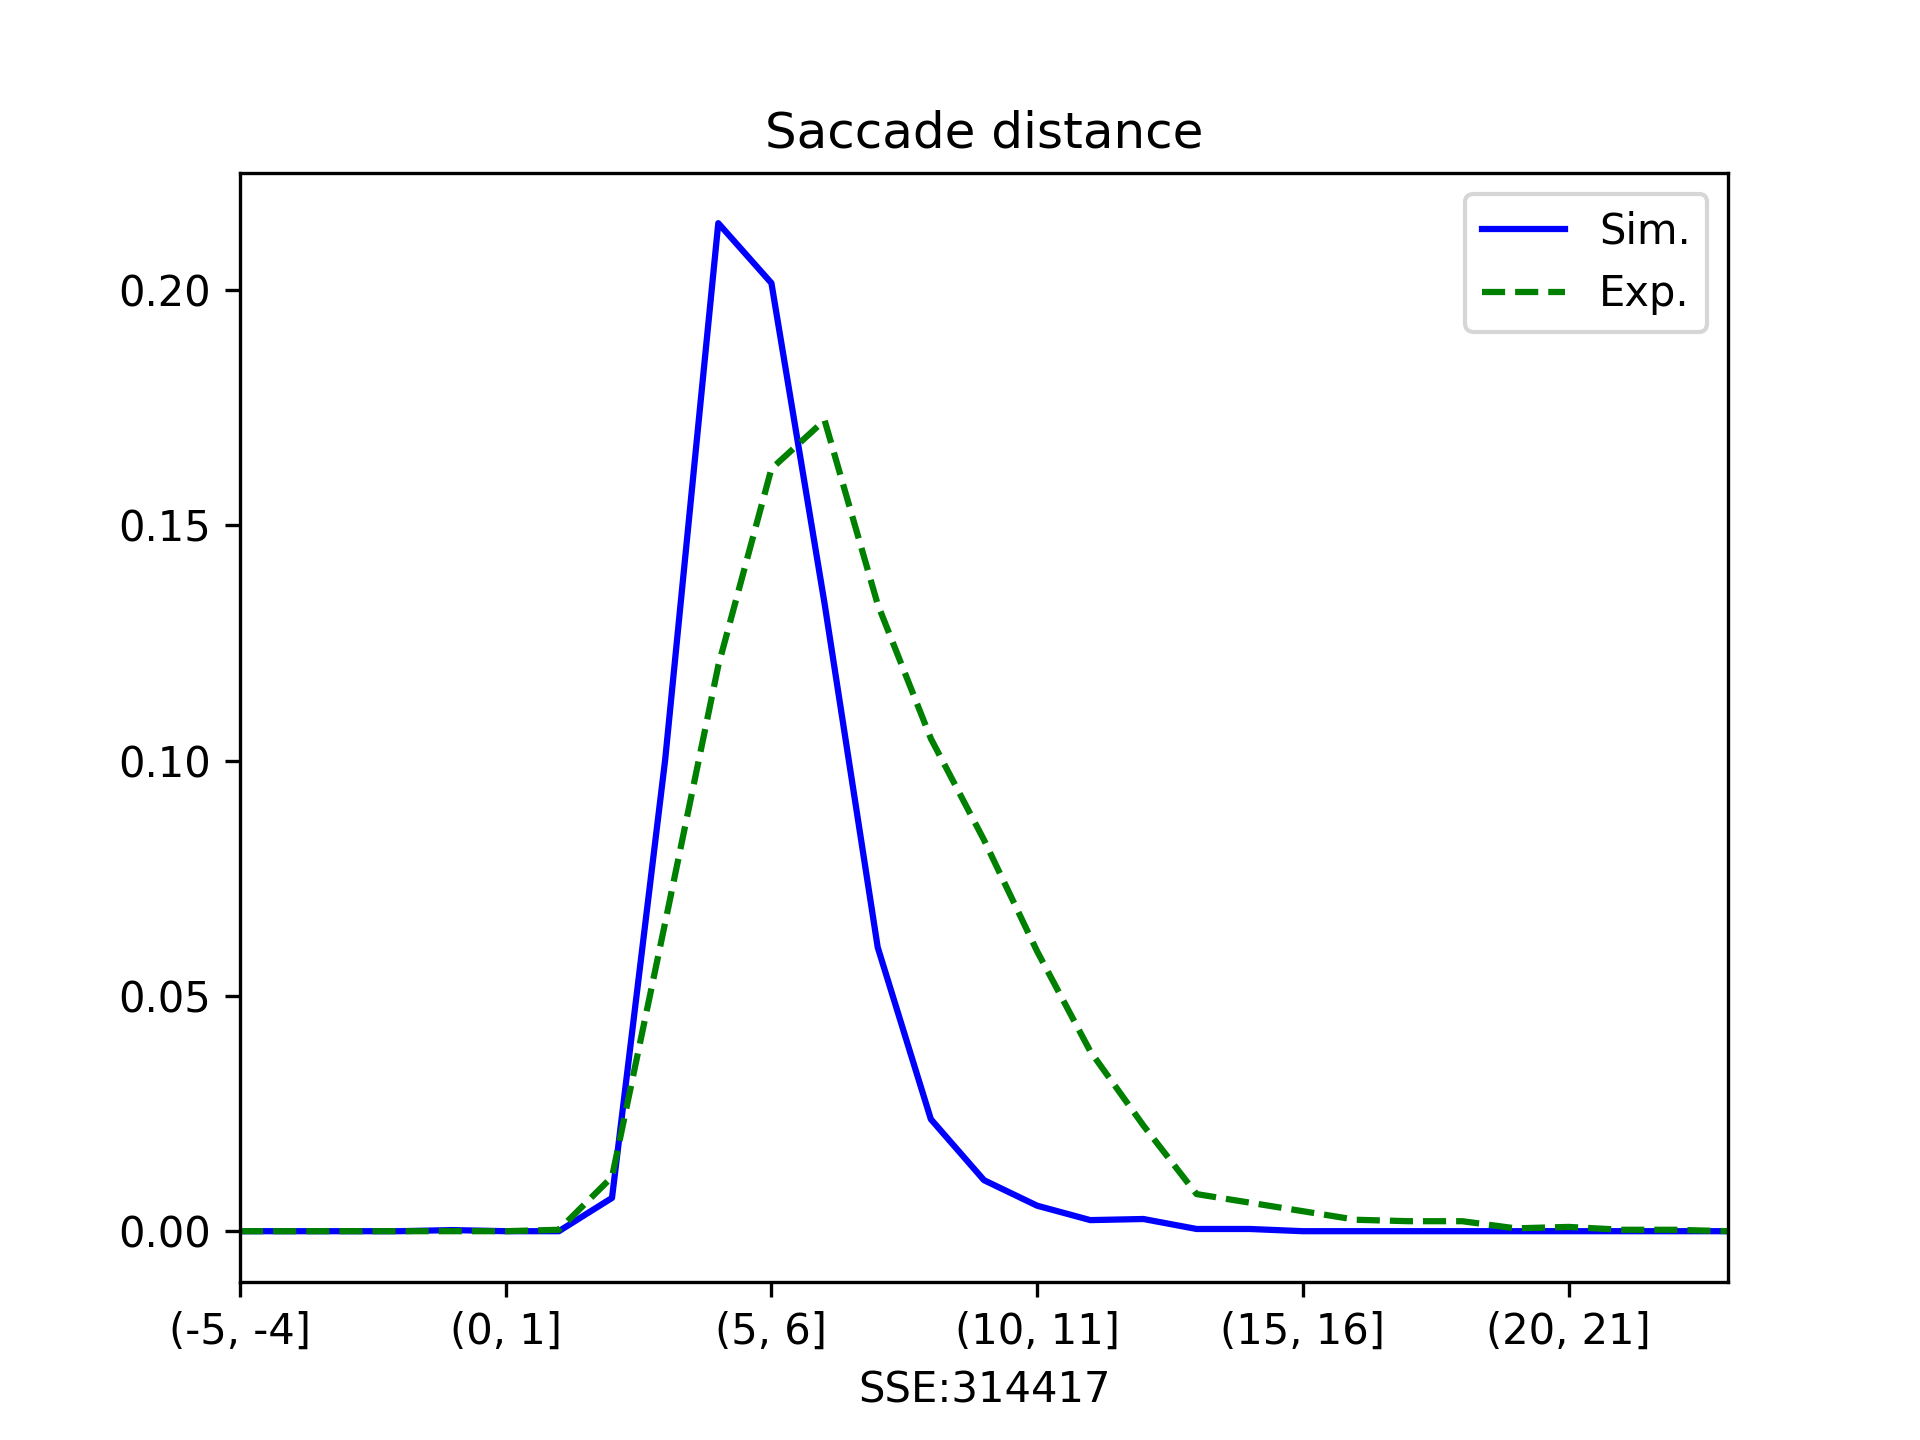 Saccade distance
Sim.
Exp.
0.20
0.15
0.10
0.05
0.00
(-5, -4]
(0, 1]
(5, 6]
(10, 11]
(15, 16]
(20, 21]
SSE:314417